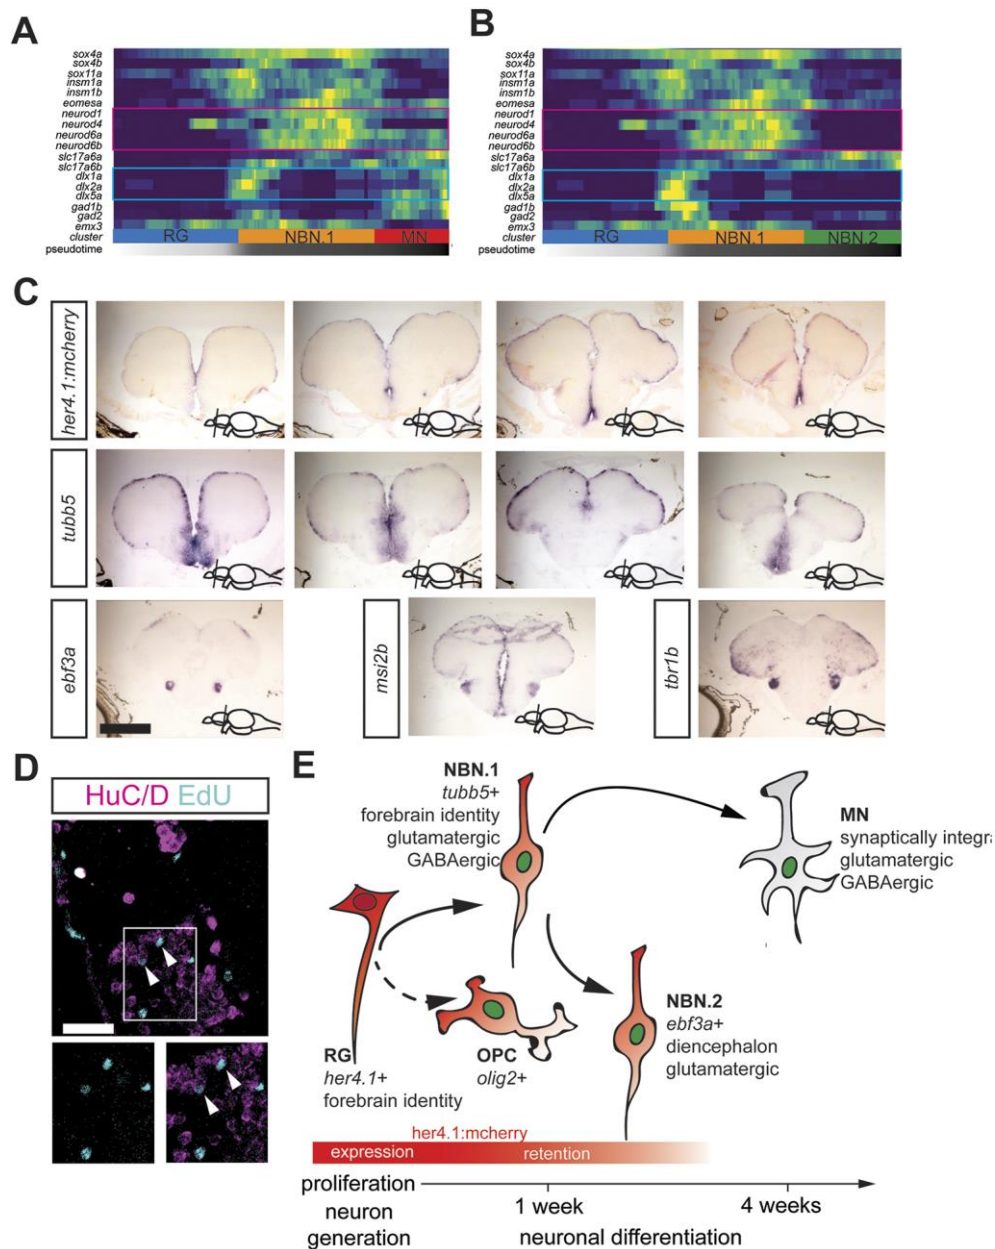 A
sox4a
sox4b
sox11a
insm1a
insm1b
eomesa
neurod1
neurod4
neurod6a
neurod6b
slc17a6a
slc17a6b
dlx1a
dlx2a
dlx5a
gad1b
gad2
emx3
cluster RG NBN.1 MN
pseudotime
B
sox4a
sox4b
sox11a
insm1a
insm1b
eomesa
neurod1
neurod4
neurod6a
neurod6b
slc17a6a
slc17a6b
dlx1a
dlx2a
dlx5a
gad1b
gad2
emx3
cluster RG NBN.1 NBN.2
pseudotime
C
her4.1:mcherry
tubb5
ebf3a
msi2b
tbr1b
D
HuC/D EdU
E
NBN.1
tubb5+
forebrain identity
glutamatergic
GABAergic
MN
synaptically integra
glutamatergic
GABAergic
RG
her4.1+
forebrain identity
OPC
olig2+
NBN.2
ebf3a+
diencephalon
glutamatergic
her4.1:mcherry
expression retention
proliferation
neuron
generation
1 week 4 weeks
neuronal differentiation